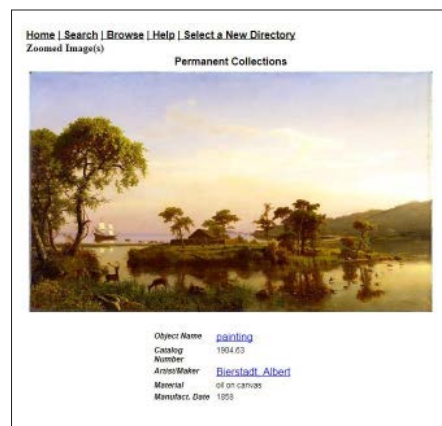 Home | Search | Browse | Help | Select a New Directory
Zoomed Image(s)
Permanent Collections
Object Name painting
Catalog Number 1984.63
Artist/Maker Bierstadt, Albert
Material oil on canvas
Manufact. Date 1858